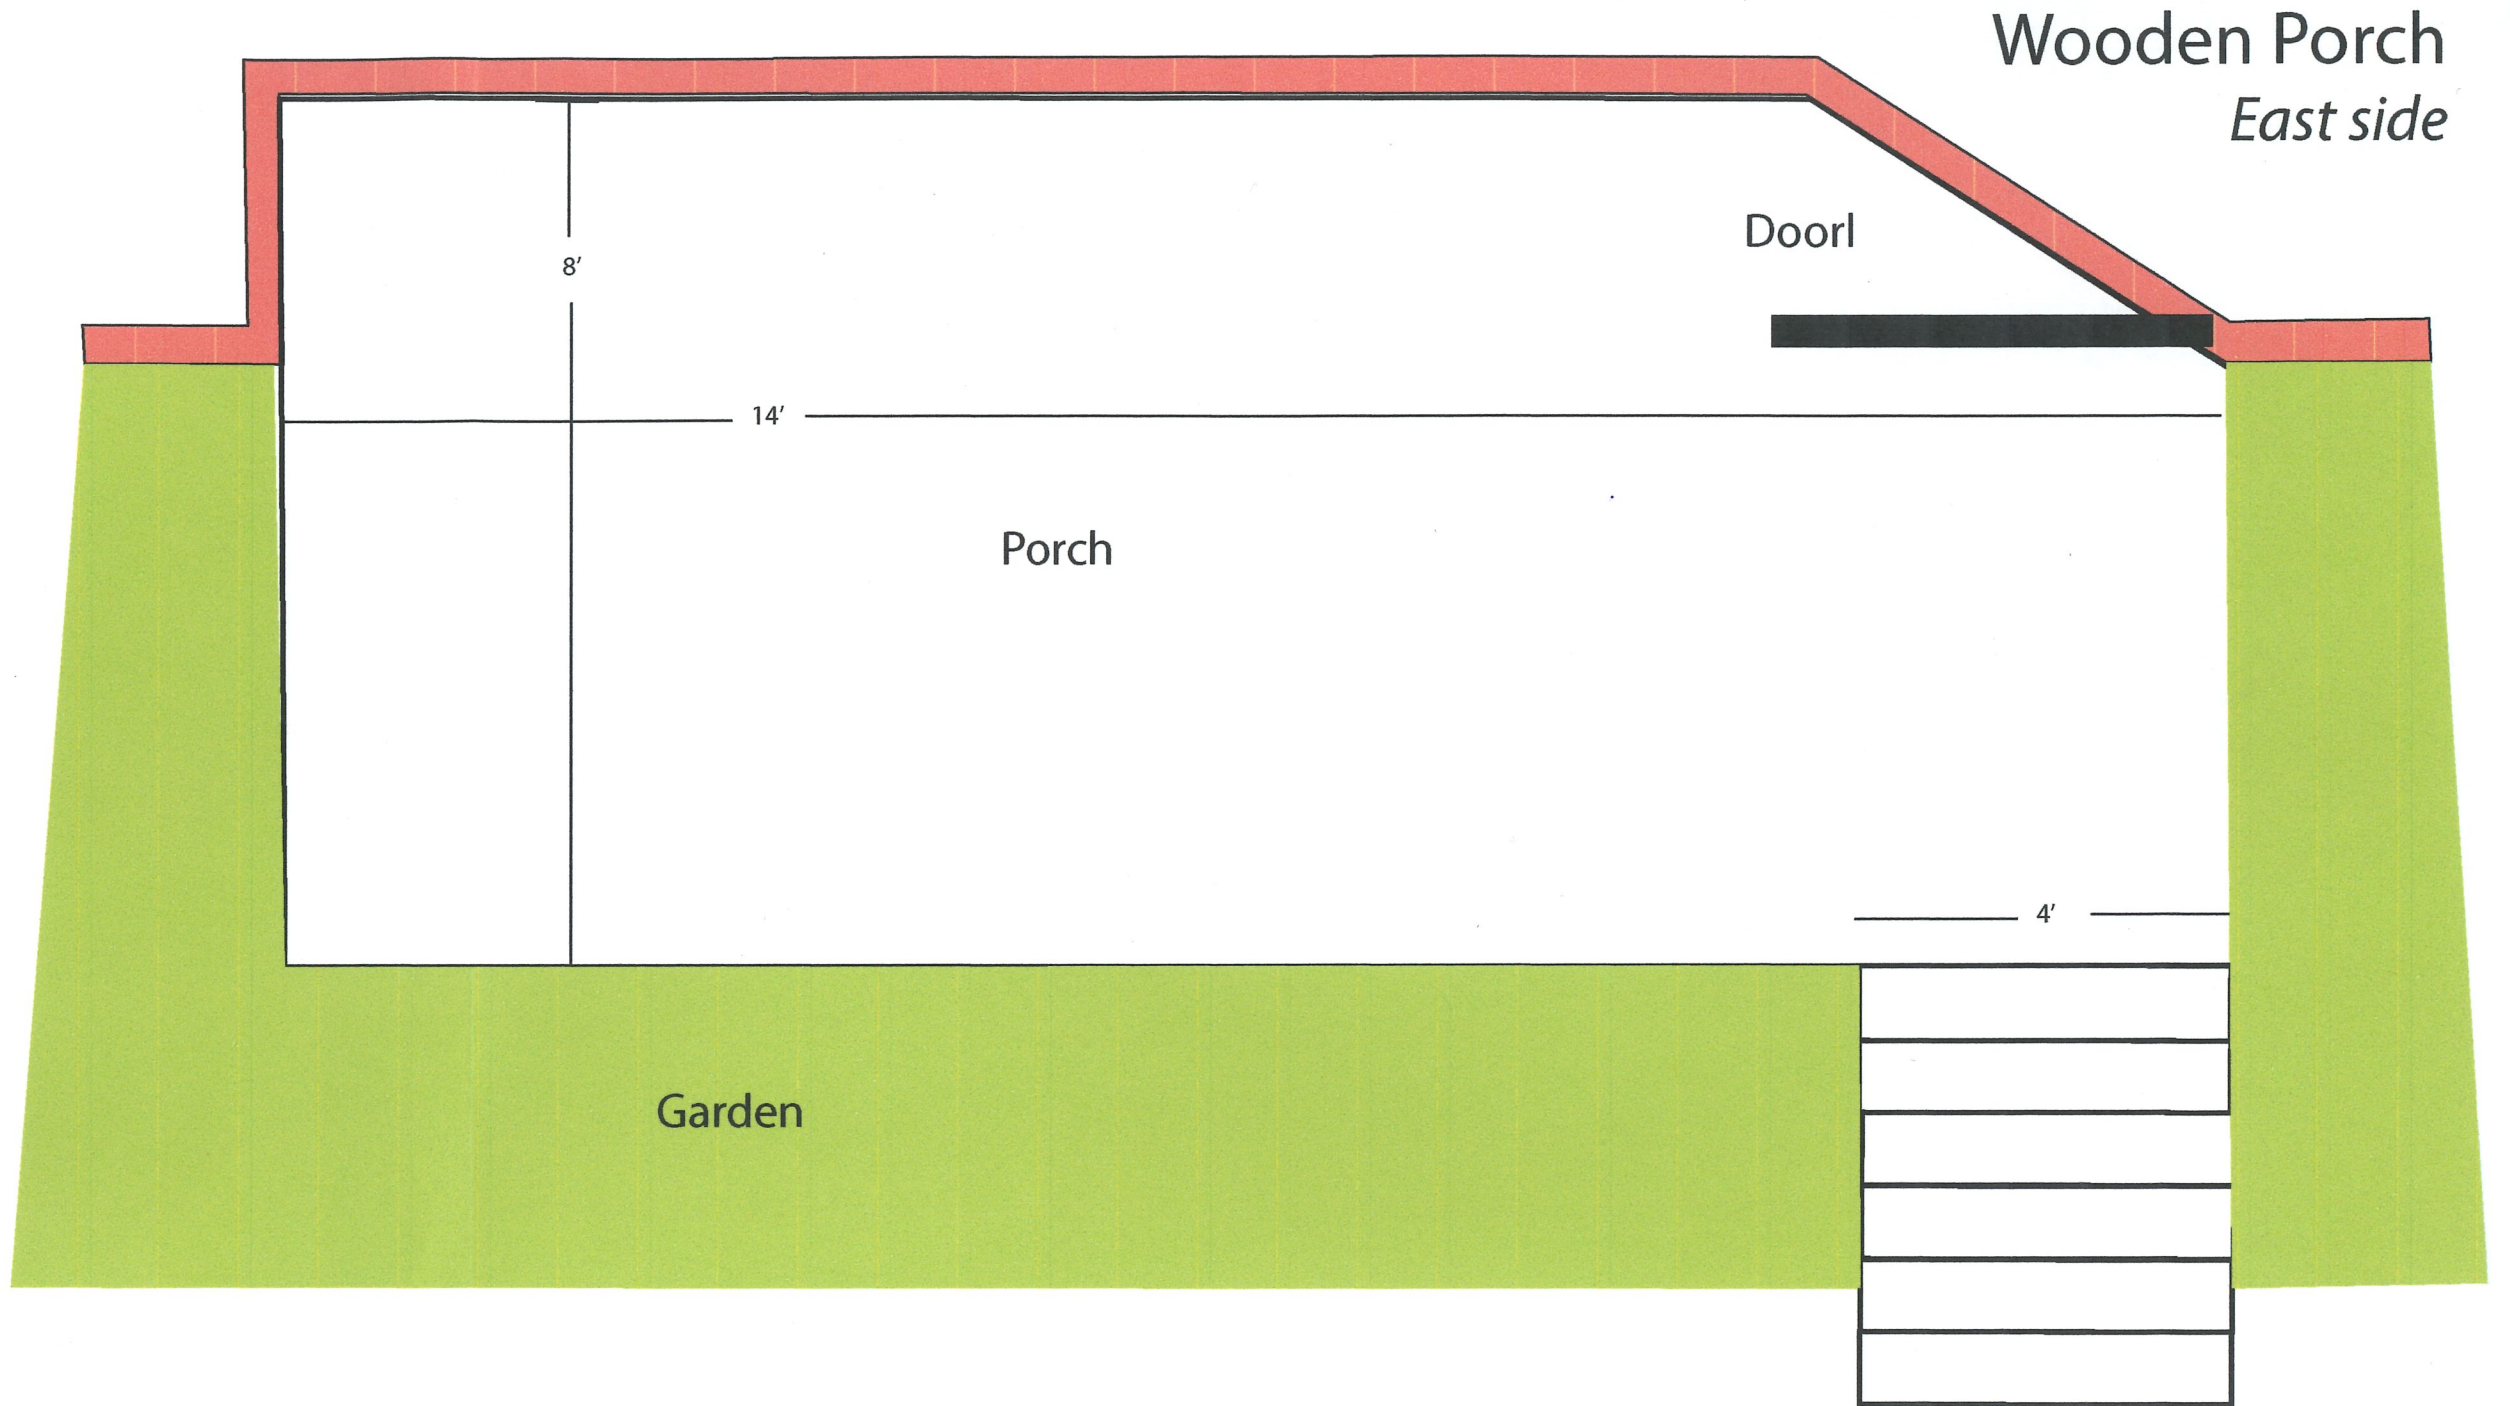 Wooden Porch
East side
Doorl
8’
14’
Porch
4’
Garden